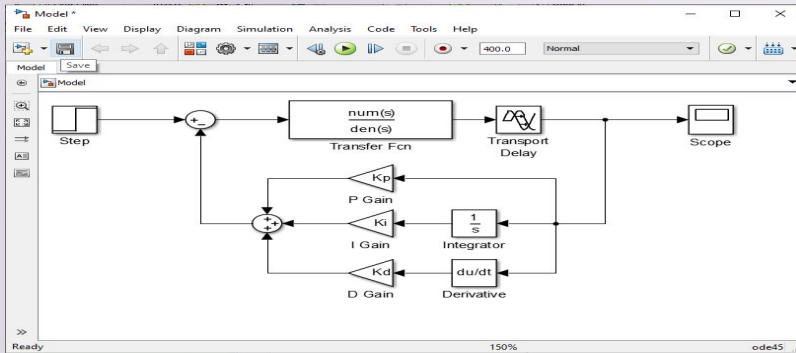 Model *
File Edit View Display Diagram Simulation Analysis Code Tools Help
400.0 Normal
Model Save
Model
Step
num(s)
den(s)
Transfer Fcn
Transport
Delay
Scope
Kp
P Gain
Ki
I Gain
1
s
Integrator
Kd
D Gain
du/dt
Derivative
Ready 150% ode45